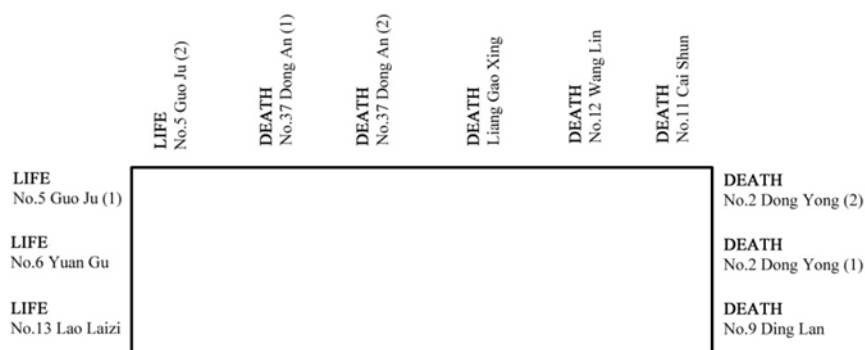 LIFE
No.5 Guo Ju (2)
DEATH
No.37 Dong An (1)
DEATH
No.37 Dong An (2)
DEATH
Liang Gao Xing
DEATH
No.12 Wang Lin
DEATH
No.11 Cai Shun
LIFE
No.5 Guo Ju (1)
LIFE
No.6 Yuan Gu
LIFE
No.13 Lao Laizi
DEATH
No.2 Dong Yong (2)
DEATH
No.2 Dong Yong (1)
DEATH
No.9 Ding Lan